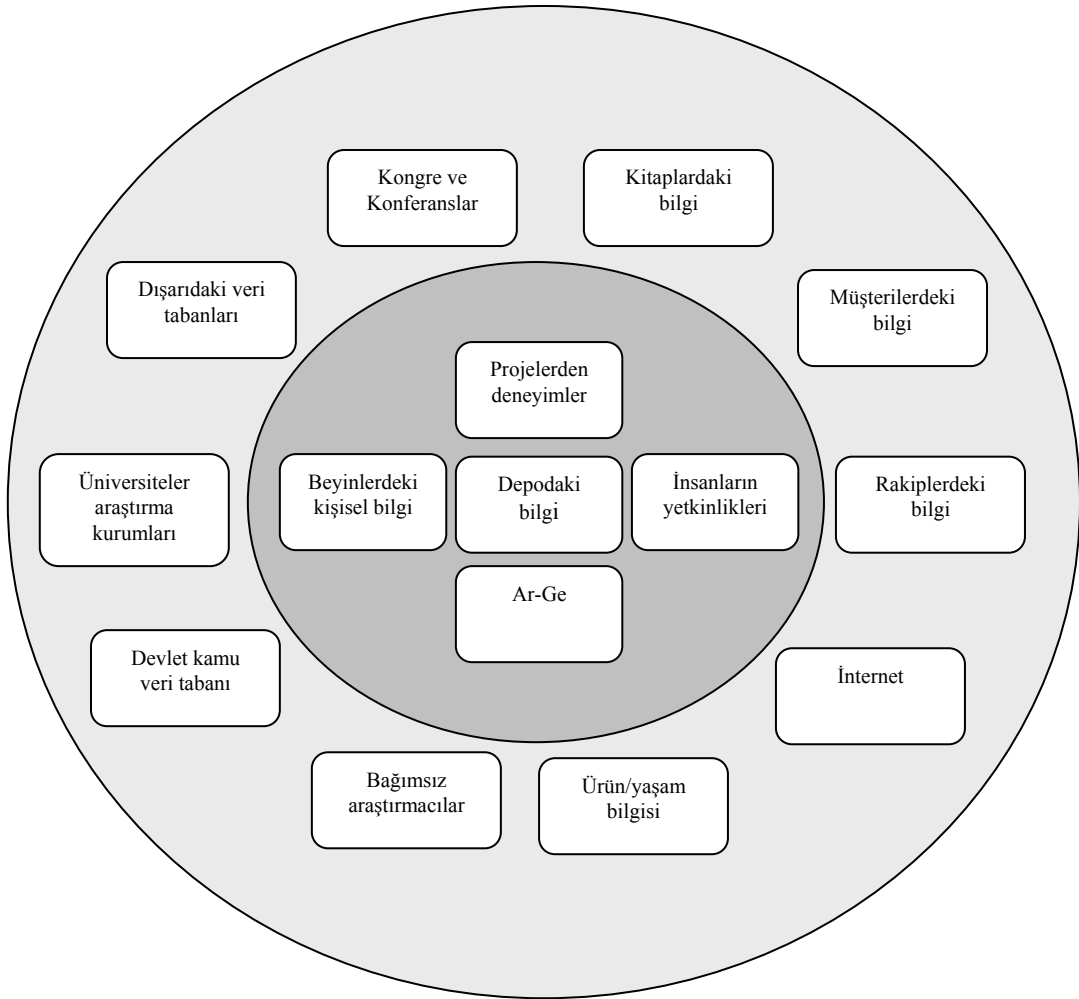 Kongre ve
Konferanslar
Kitaplardaki
bilgi
Dışarıdaki veri
tabanları
Müşterilerdeki
bilgi
Projelerden
deneyimler
Üniversiteler
araştırma
kurumları
Beyinlerdeki
kişisel bilgi
Depodaki
bilgi
İnsanların
yetkinlikleri
Rakiplerdeki
bilgi
Ar-Ge
Devlet kamu
veri tabanı
İnternet
Bağımsız
araştırmacılar
Ürün/yaşam
bilgisi